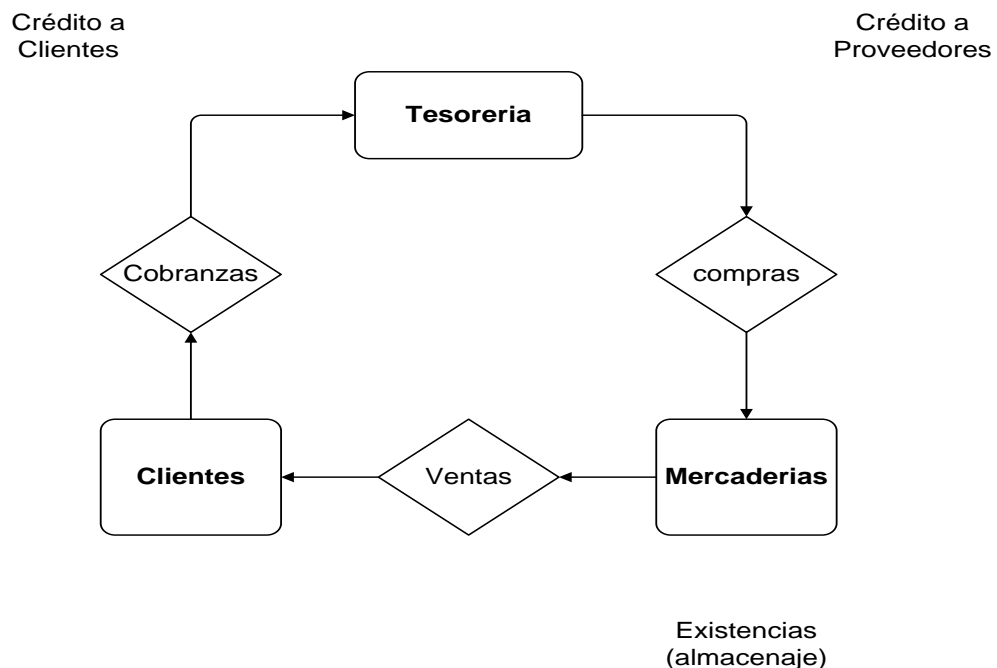 Crédito a
Clientes
Crédito a
Proveedores
Tesoreria
Cobranzas
compras
Clientes
Ventas
Mercaderias
Existencias
(almacenaje)